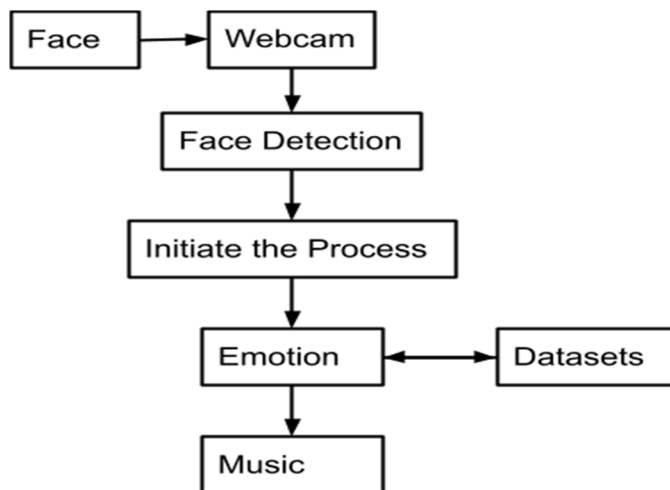 Face
Webcam
Face Detection
Initiate the Process
Emotion
Datasets
Music